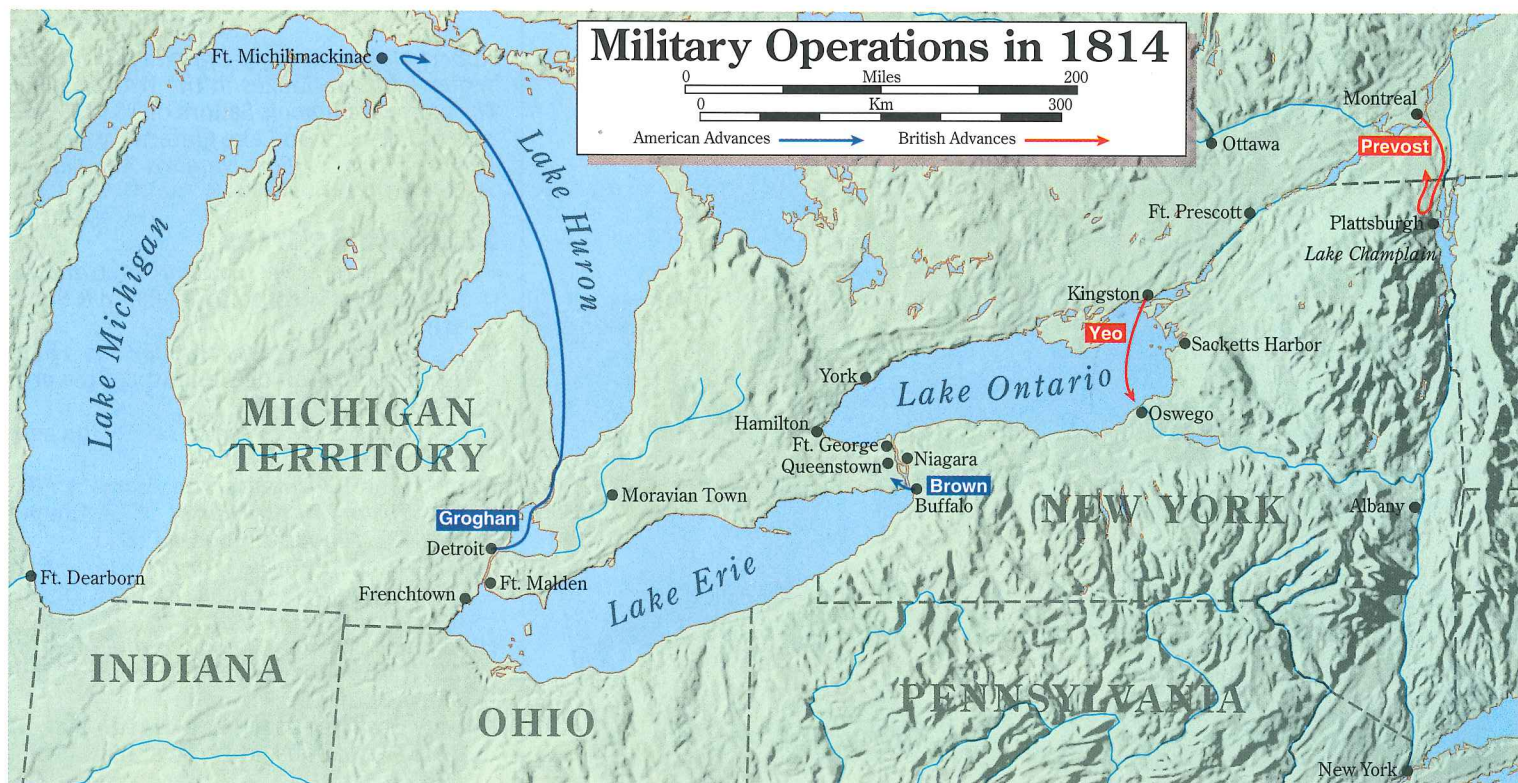 Military Operations in 1814
0 Miles 200
0 Km 300
American Advances British Advances
Ft. Michilimackinac
Lake Huron
Lake Michigan
MICHIGAN
TERRITORY
Groghan
Detroit
Ft. Malden
Frenchtown
Moravian Town
Ft. Dearborn
INDIANA
OHIO
Lake Erie
Montreal
Ottawa
Prevost
Ft. Prescott
Plattsburgh
Lake Champlain
Kingston
Yeo
Sacketts Harbor
York
Lake Ontario
Oswego
Hamilton
Ft. George
Queenstown
Niagara
Brown
Buffalo
NEW YORK
Albany
PENNSYLVANIA
New York